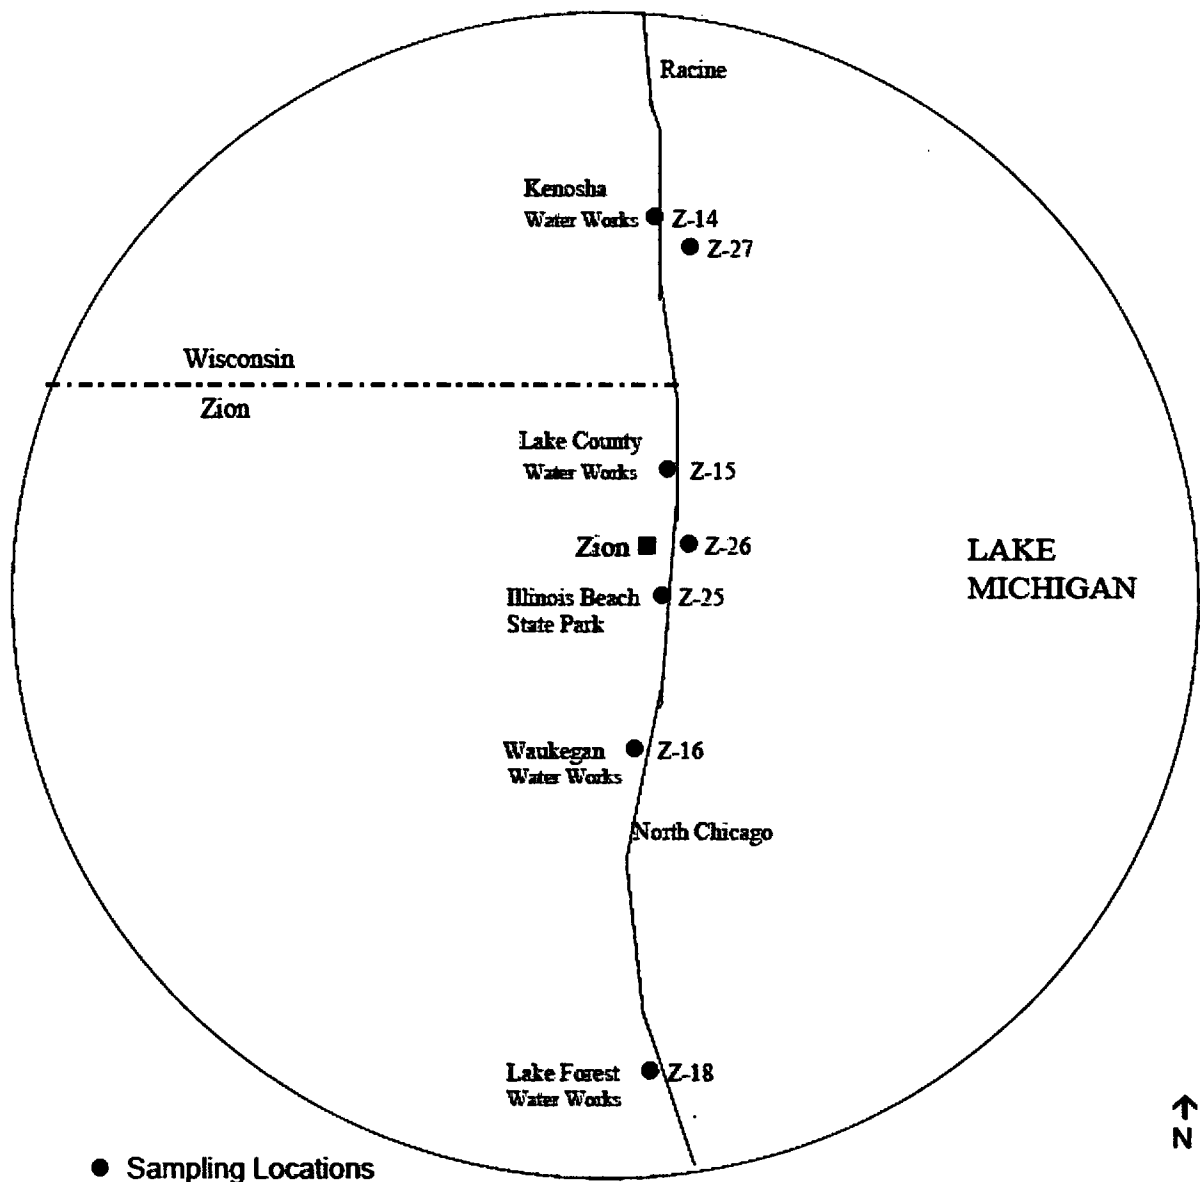 Racine
Kenosha
Water Works
Z-14
Z-27
Wisconsin
Zion
Lake County
Water Works
Z-15
Zion
Z-26
LAKE
MICHIGAN
Illinois Beach
State Park
Z-25
Waukegan
Water Works
Z-16
North Chicago
Lake Forest
Water Works
Z-18
N
Sampling Locations